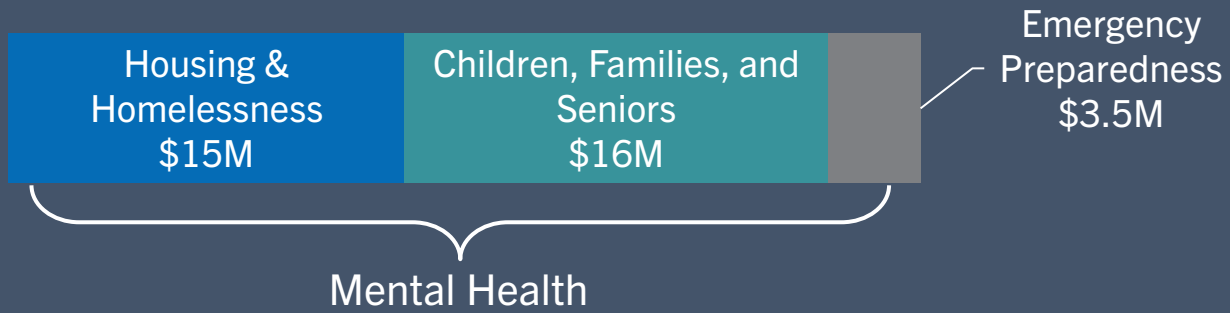 Housing &
Homelessness
$15M
Children, Families, and
Seniors
$16M
Emergency
Preparedness
$3.5M
Mental Health